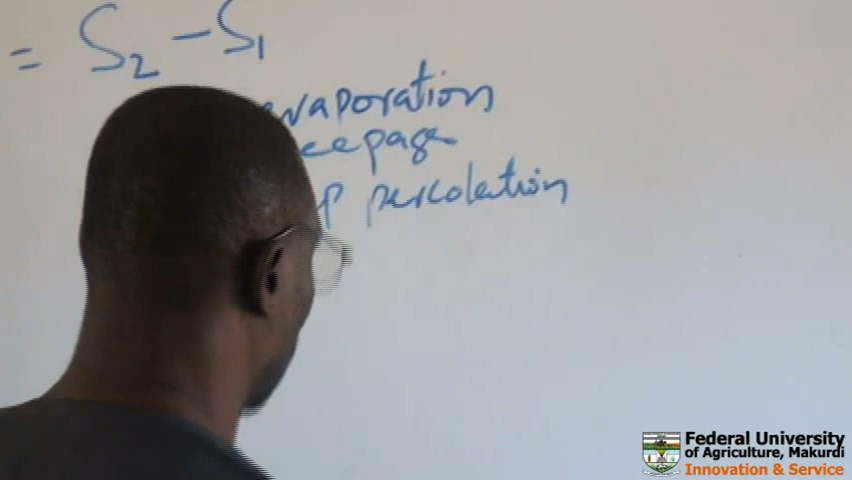 = S₂ - S₁
evaporation
eepage
p percolation
Federal University
of Agriculture, Makurdi
Innovation & Service